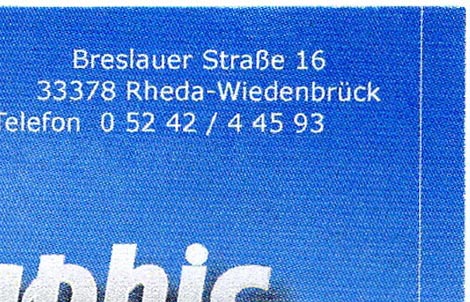 Breslauer Straße 16
33378 Rheda-Wiedenbrück
Telefon 0 52 42 / 4 45 93